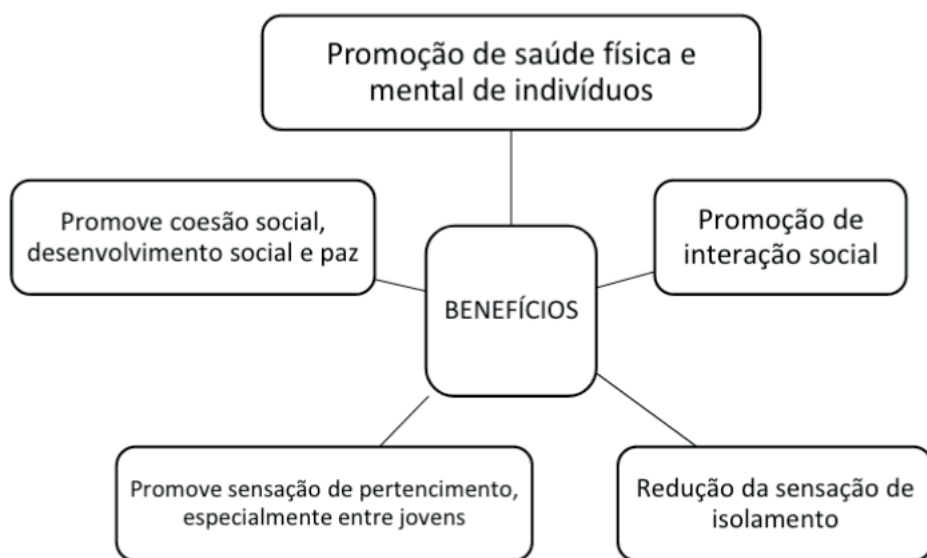 Promoção de saúde física e
mental de indivíduos
Promove coesão social,
desenvolvimento social e paz
Promoção de
interação social
BENEFÍCIOS
Promove sensação de pertencimento,
especialmente entre jovens
Redução da sensação de
isolamento